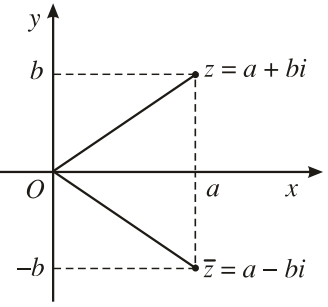 y
b z = a + bi
O a x
–b z̅ = a – bi